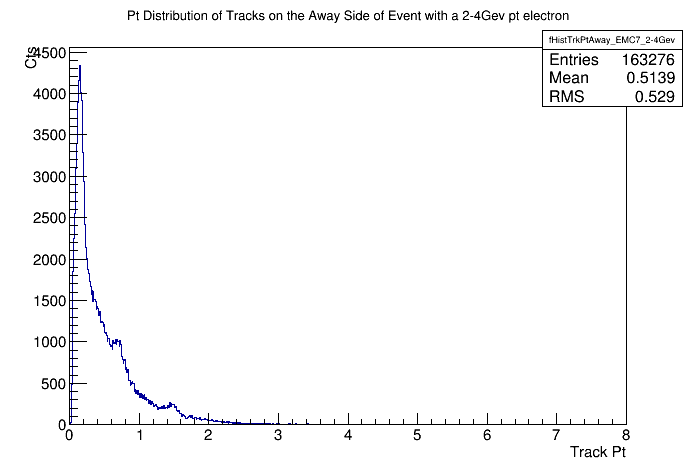 Pt Distribution of Tracks on the Away Side of Event with a 2-4Gev pt electron
fHistTrkPtAway_EMC7_2-4Gev
Entries 163276
Mean 0.5139
RMS 0.529
Cts
4500
4000
3500
3000
2500
2000
1500
1000
500
0
0 1 2 3 4 5 6 7 8
Track Pt